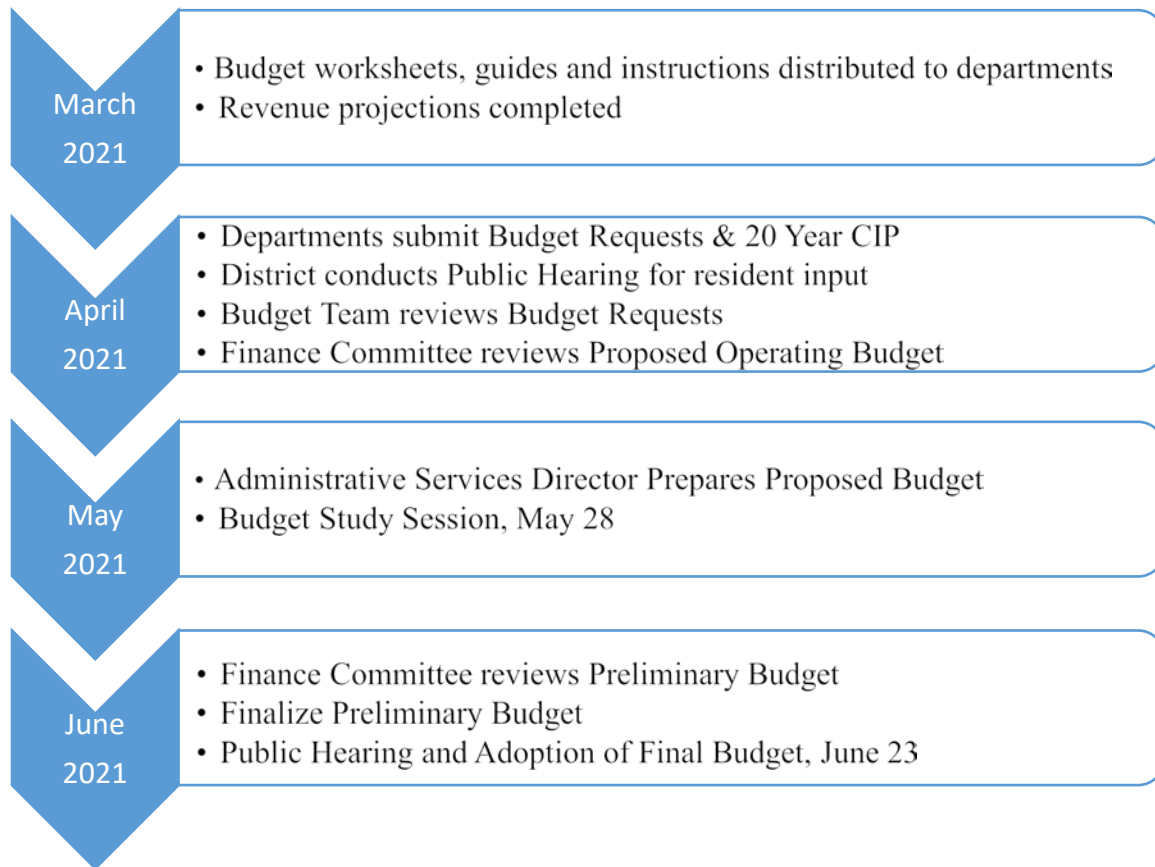 March
2021
• Budget worksheets, guides and instructions distributed to departments
• Revenue projections completed
April
2021
• Departments submit Budget Requests & 20 Year CIP
• District conducts Public Hearing for resident input
• Budget Team reviews Budget Requests
• Finance Committee reviews Proposed Operating Budget
May
2021
• Administrative Services Director Prepares Proposed Budget
• Budget Study Session, May 28
June
2021
• Finance Committee reviews Preliminary Budget
• Finalize Preliminary Budget
• Public Hearing and Adoption of Final Budget, June 23